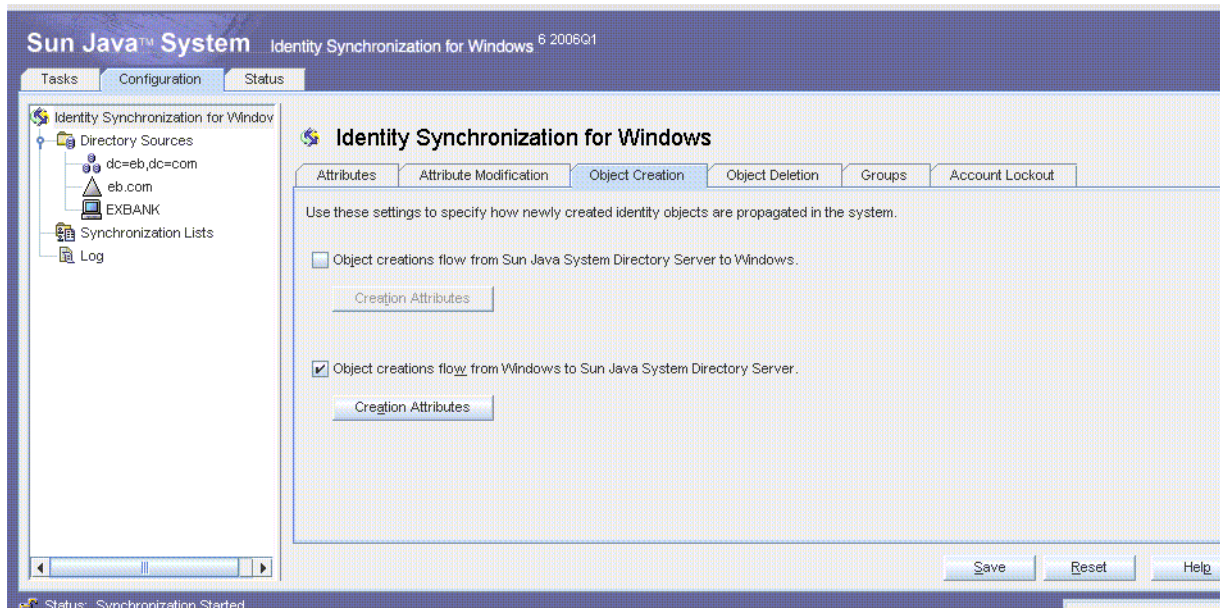 Sun Java™ System Identity Synchronization for Windows 6 2006Q1
Tasks Configuration Status
Identity Synchronization for Window
Directory Sources
dc=eb,dc=com
eb.com
EXBANK
Synchronization Lists
Log
Identity Synchronization for Windows
Attributes Attribute Modification Object Creation Object Deletion Groups Account Lockout
Use these settings to specify how newly created identity objects are propagated in the system.
Object creations flow from Sun Java System Directory Server to Windows.
Creation Attributes
Object creations flow from Windows to Sun Java System Directory Server.
Creation Attributes
Save Reset Help
Status: Synchronization Started